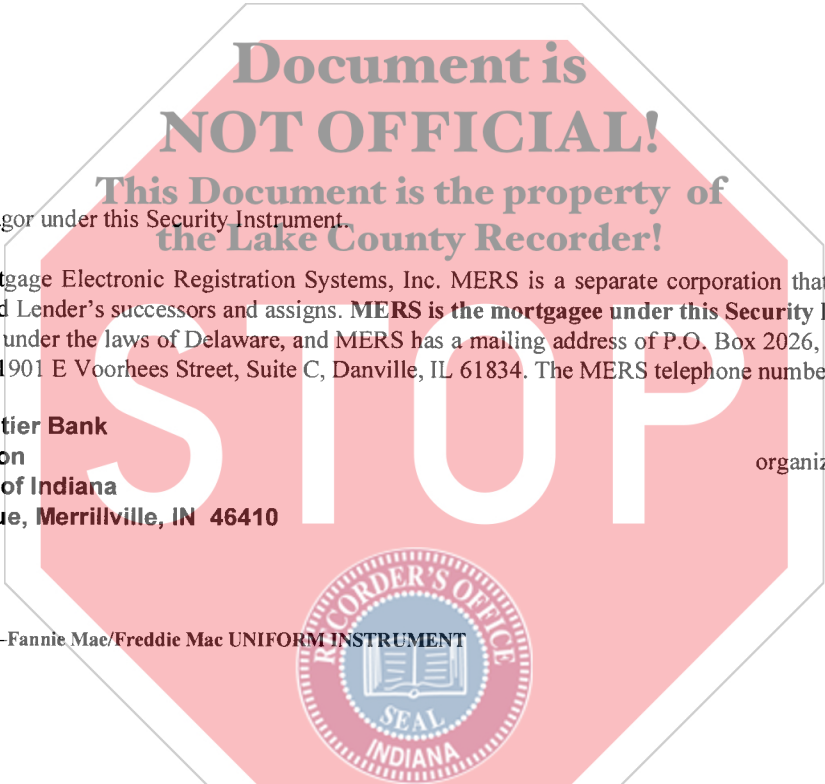 Document is
NOT OFFICIAL!
This Document is the property of
gor under this Security Instrument.
the Lake County Recorder!
tgage Electronic Registration Systems, Inc. MERS is a separate corporation that
d Lender's successors and assigns. MERS is the mortgagee under this Security I
under the laws of Delaware, and MERS has a mailing address of P.O. Box 2026,
1901 E Voorhees Street, Suite C, Danville, IL 61834. The MERS telephone numbe
STOP
tier Bank
on
organiz
of Indiana
ue, Merrillville, IN 46410
–Fannie Mae/Freddie Mac UNIFORM INSTRUMENT
RECORDER'S OFFICE
SEAL
INDIANA